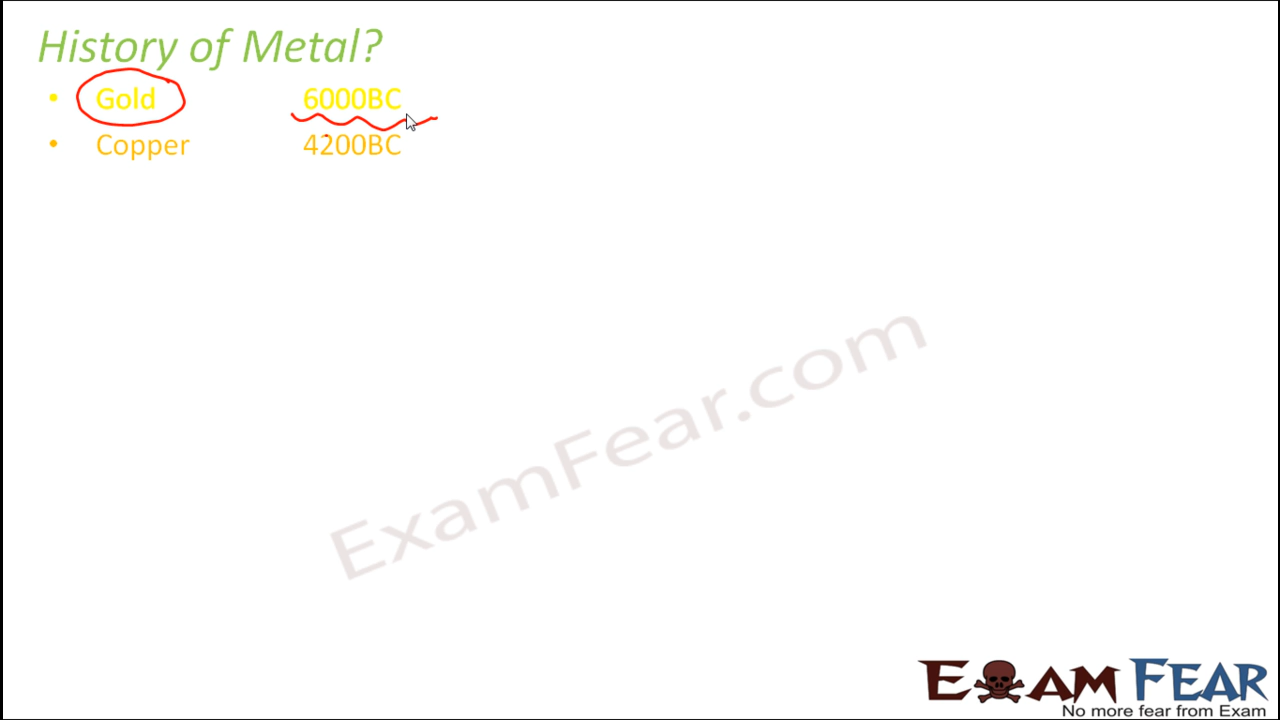 History of Metal?
• Gold 6000BC
• Copper 4200BC
ExamFear.com
EXAM FEAR
No more fear from Exam